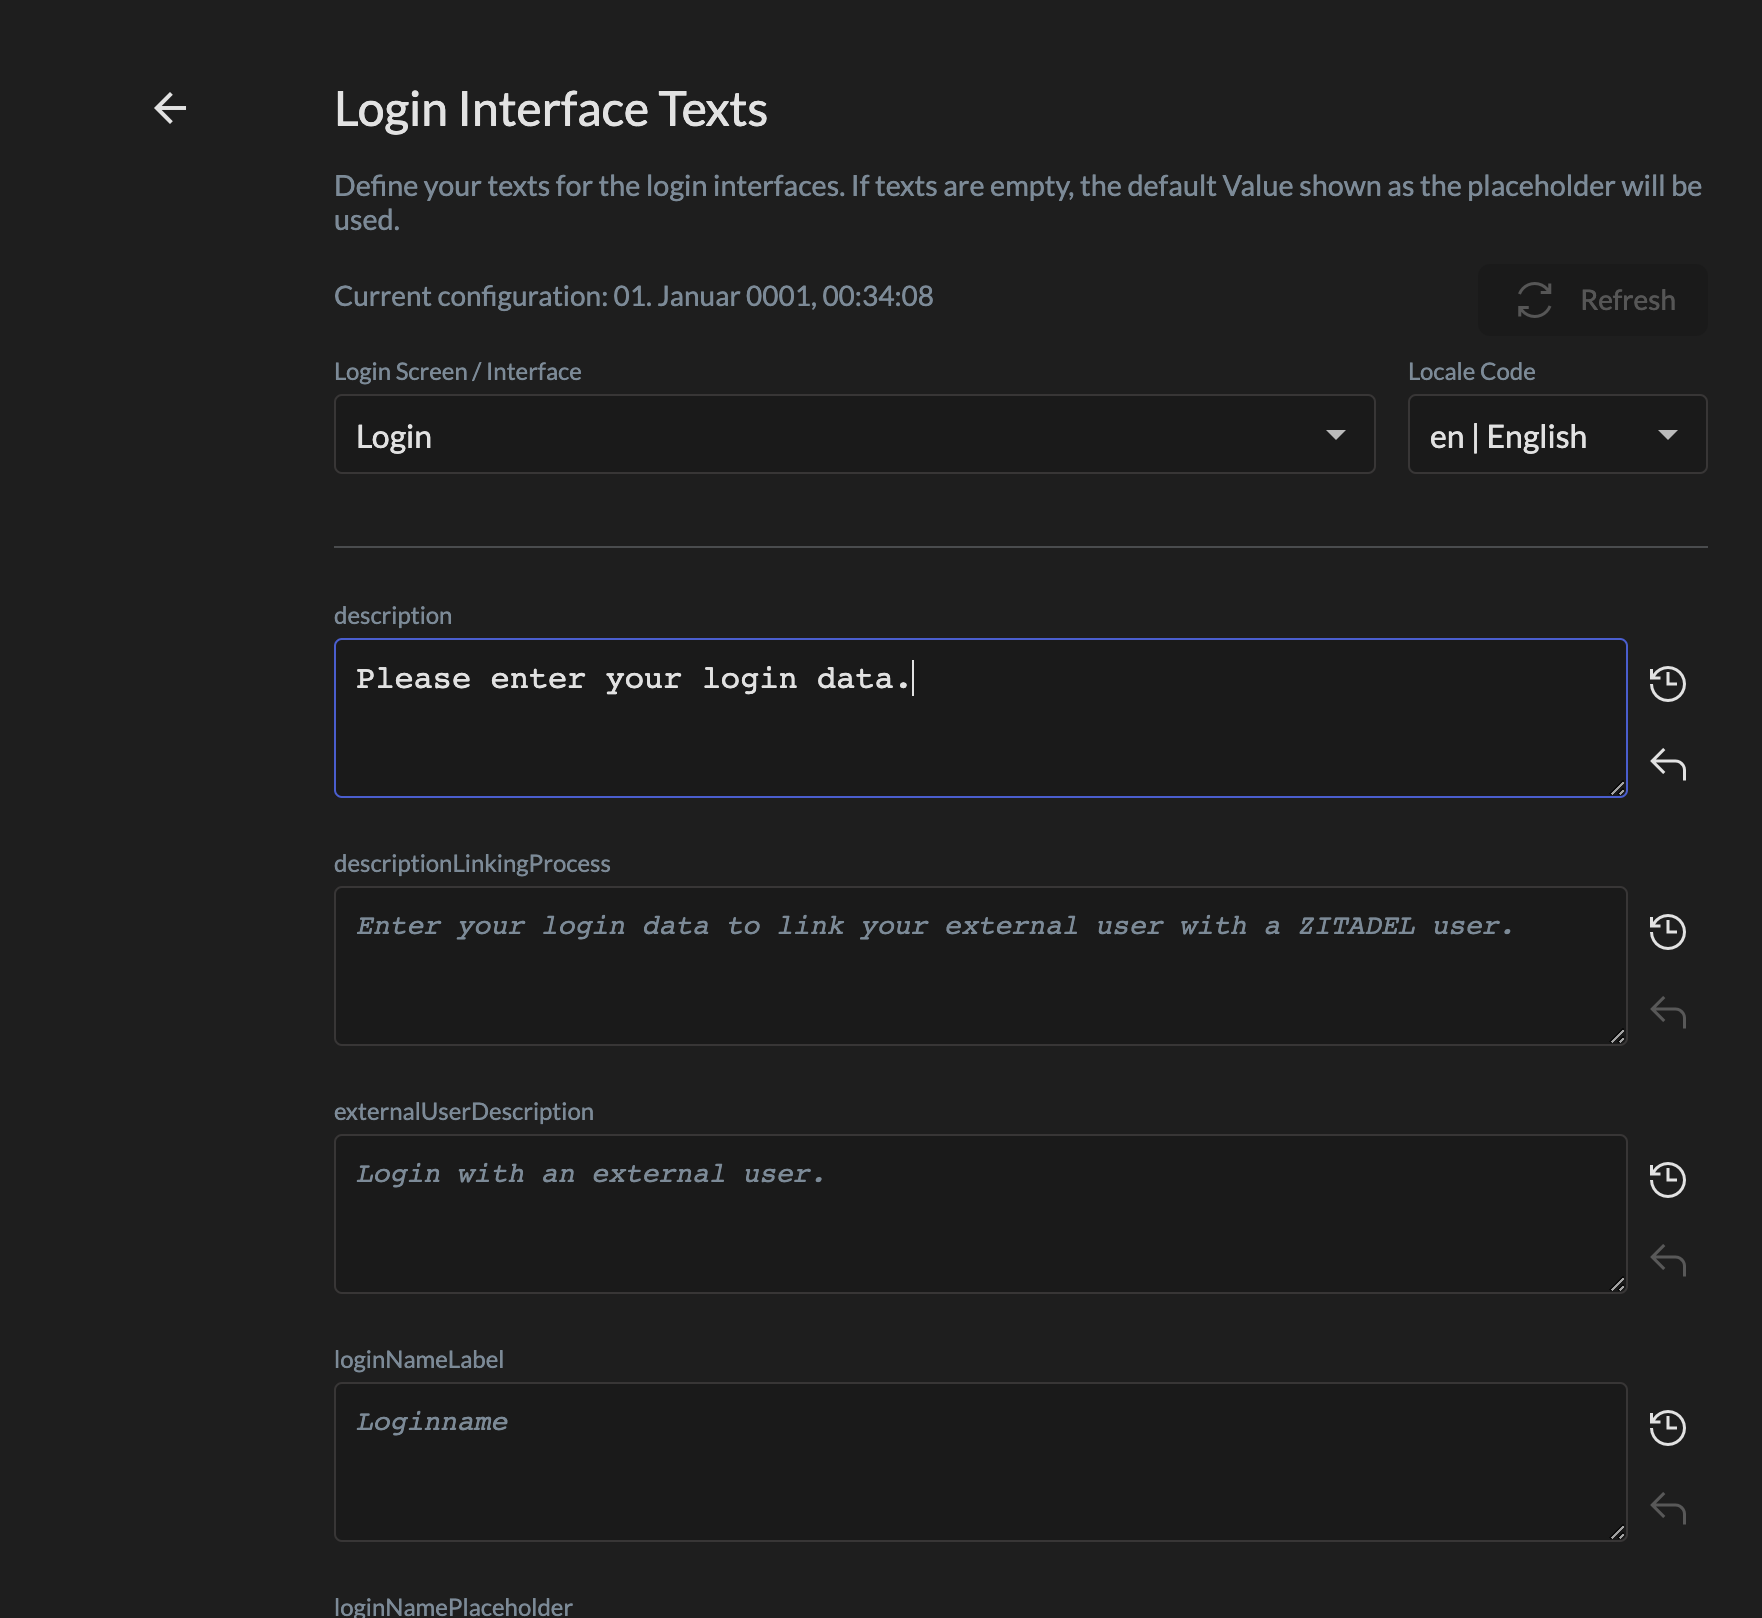 Login Interface Texts
Define your texts for the login interfaces. If texts are empty, the default Value shown as the placeholder will be
used.
Current configuration: 01. Januar 0001, 00:34:08
Refresh
Login Screen / Interface
Locale Code
Login
en | English
description
Please enter your login data.
descriptionLinkingProcess
Enter your login data to link your external user with a ZITADEL user.
externalUserDescription
Login with an external user.
loginNameLabel
Loginname
loginNamePlaceholder